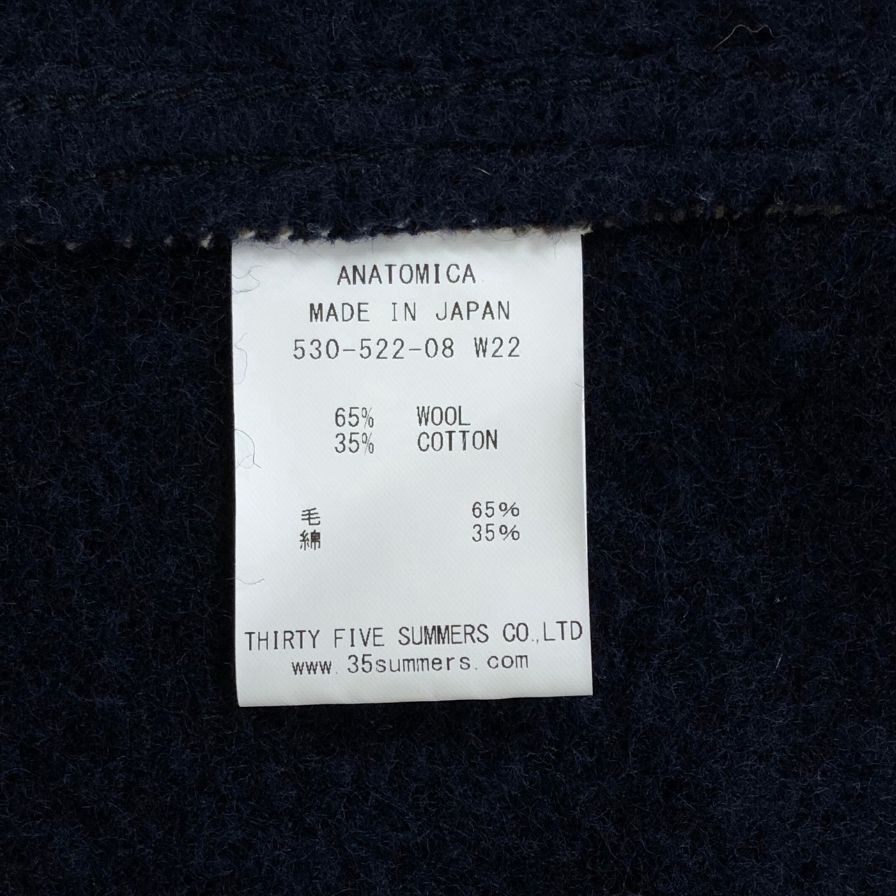 ANATOMICA
MADE IN JAPAN
530-522-08 W22
65% WOOL
35% COTTON
毛 65%
綿 35%
THIRTY FIVE SUMMERS CO.,LTD
www.35summers.com